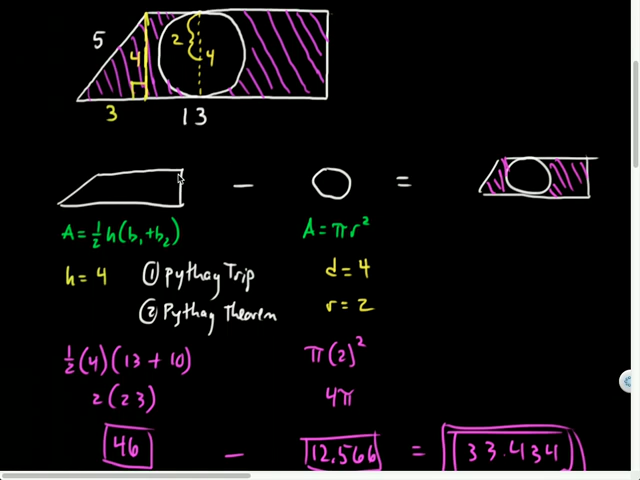 5
4
2
4
3
13
− =
A = ½h(b₁+b₂) A = πr²
h = 4 ① Pythag Trip d = 4
② Pythag Theorem r = 2
½(4)(13 + 10) π(2)²
2(23) 4π
46 − 12.566 = 33.434